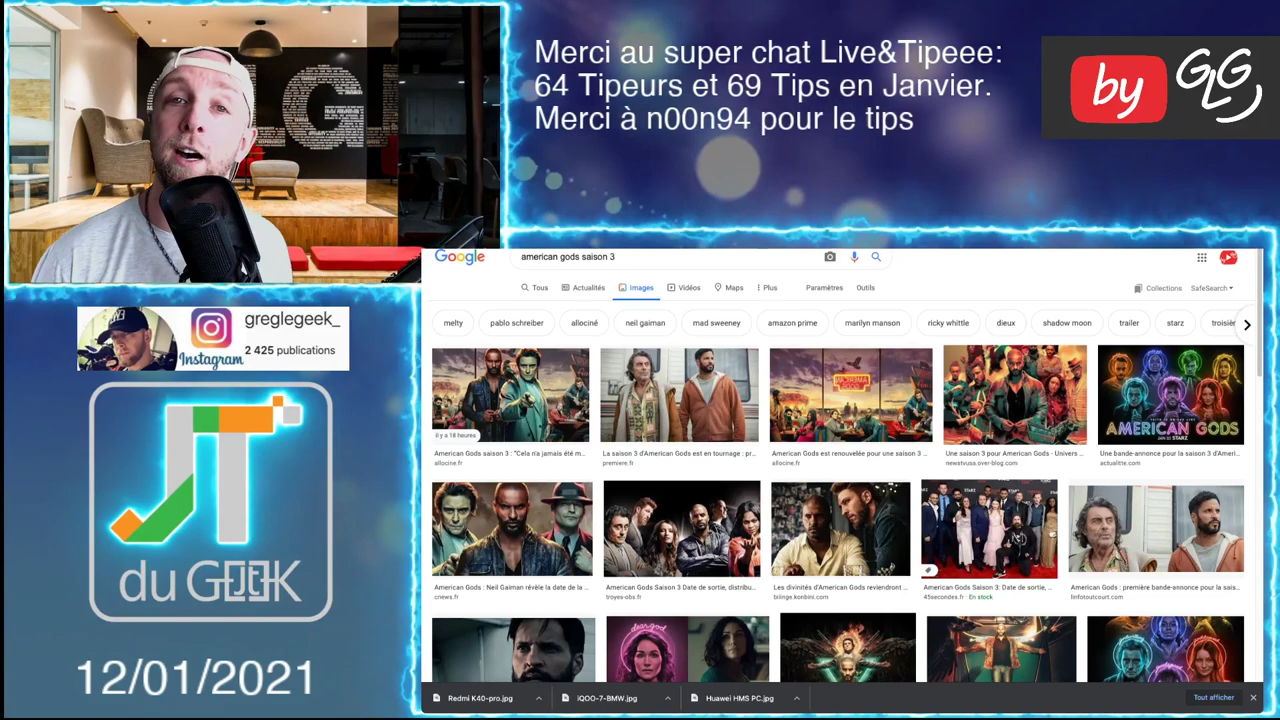 Merci au super chat Live&Tipeee:
64 Tipeurs et 69 Tips en Janvier.
Merci à n00n94 pour le tips
by GLG
greglegeek_
Instagram
2 425 publications
JT
du GEEK
12/01/2021
Google
american gods saison 3
Tous Actualités Images Vidéos Maps Plus Paramètres Outils Collections SafeSearch
melty pablo schreiber allociné neil gaiman mad sweeney amazon prime marilyn manson ricky whittle dieux shadow moon trailer starz troisièr
il y a 18 heures
AMERICAN GODS
American Gods saison 3 : "Cela n'a jamais été m...
allocine.fr
La saison 3 d'American Gods est en tournage : pr...
premiere.fr
American Gods est renouvelée pour une saison 3 ...
allocine.fr
Une saison 3 pour American Gods - Univers ...
newatvusa.over-blog.com
Une bande-annonce pour la saison 3 d'Ameri...
actualitte.com
American Gods : Neil Gaiman révèle la date de la ...
cnews.fr
American Gods Saison 3 Date de sortie, distribu...
troyes-obs.fr
Les divinités d'American Gods reviendront ...
biiinge.konbini.com
American Gods Saison 3: Date de sortie, ...
45secondes.fr · En stock
American Gods : première bande-annonce pour la sais...
linfotoutcourt.com
dear god
Redmi K40-pro.jpg
iQOO-7-BMW.jpg
Huawei HMS PC.jpg
Tout afficher